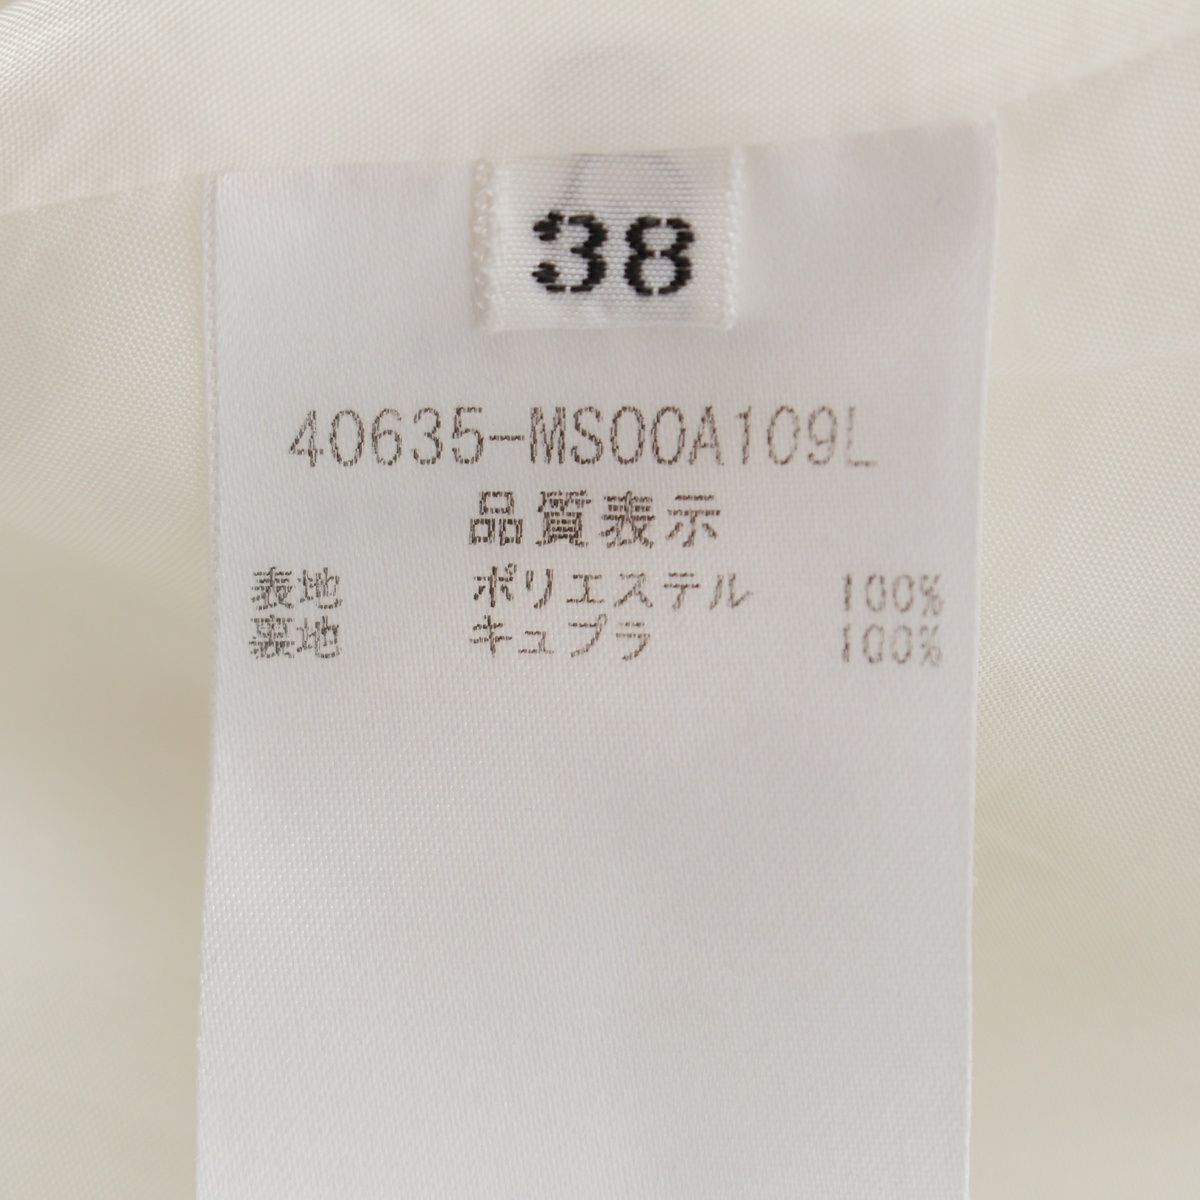 38
40635-MS00A109L
品質表示
表地 ポリエステル 100%
裏地 キュプラ 100%